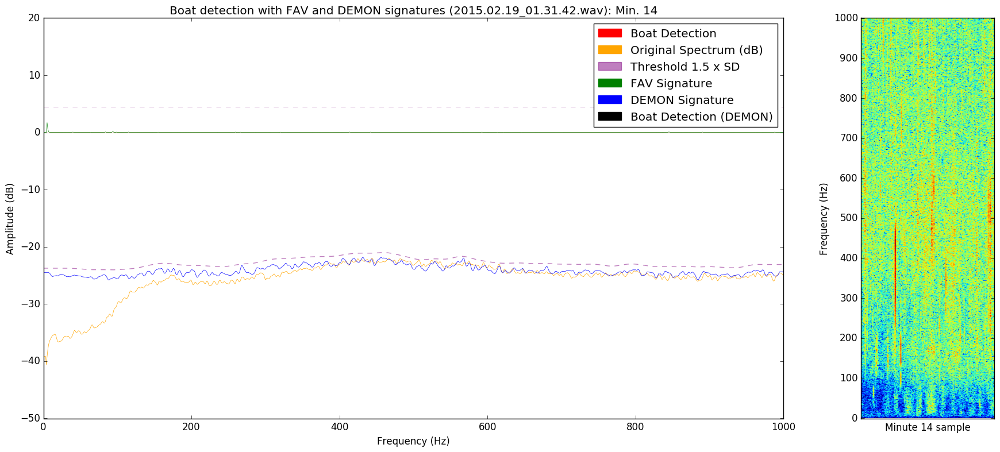 Boat detection with FAV and DEMON signatures (2015.02.19_01.31.42.wav): Min. 14
Boat Detection
Original Spectrum (dB)
Threshold 1.5 x SD
FAV Signature
DEMON Signature
Boat Detection (DEMON)
Amplitude (dB)
20
10
0
−10
−20
−30
−40
−50
0
200
400
600
800
1000
Frequency (Hz)
Frequency (Hz)
1000
900
800
700
600
500
400
300
200
100
0
Minute 14 sample